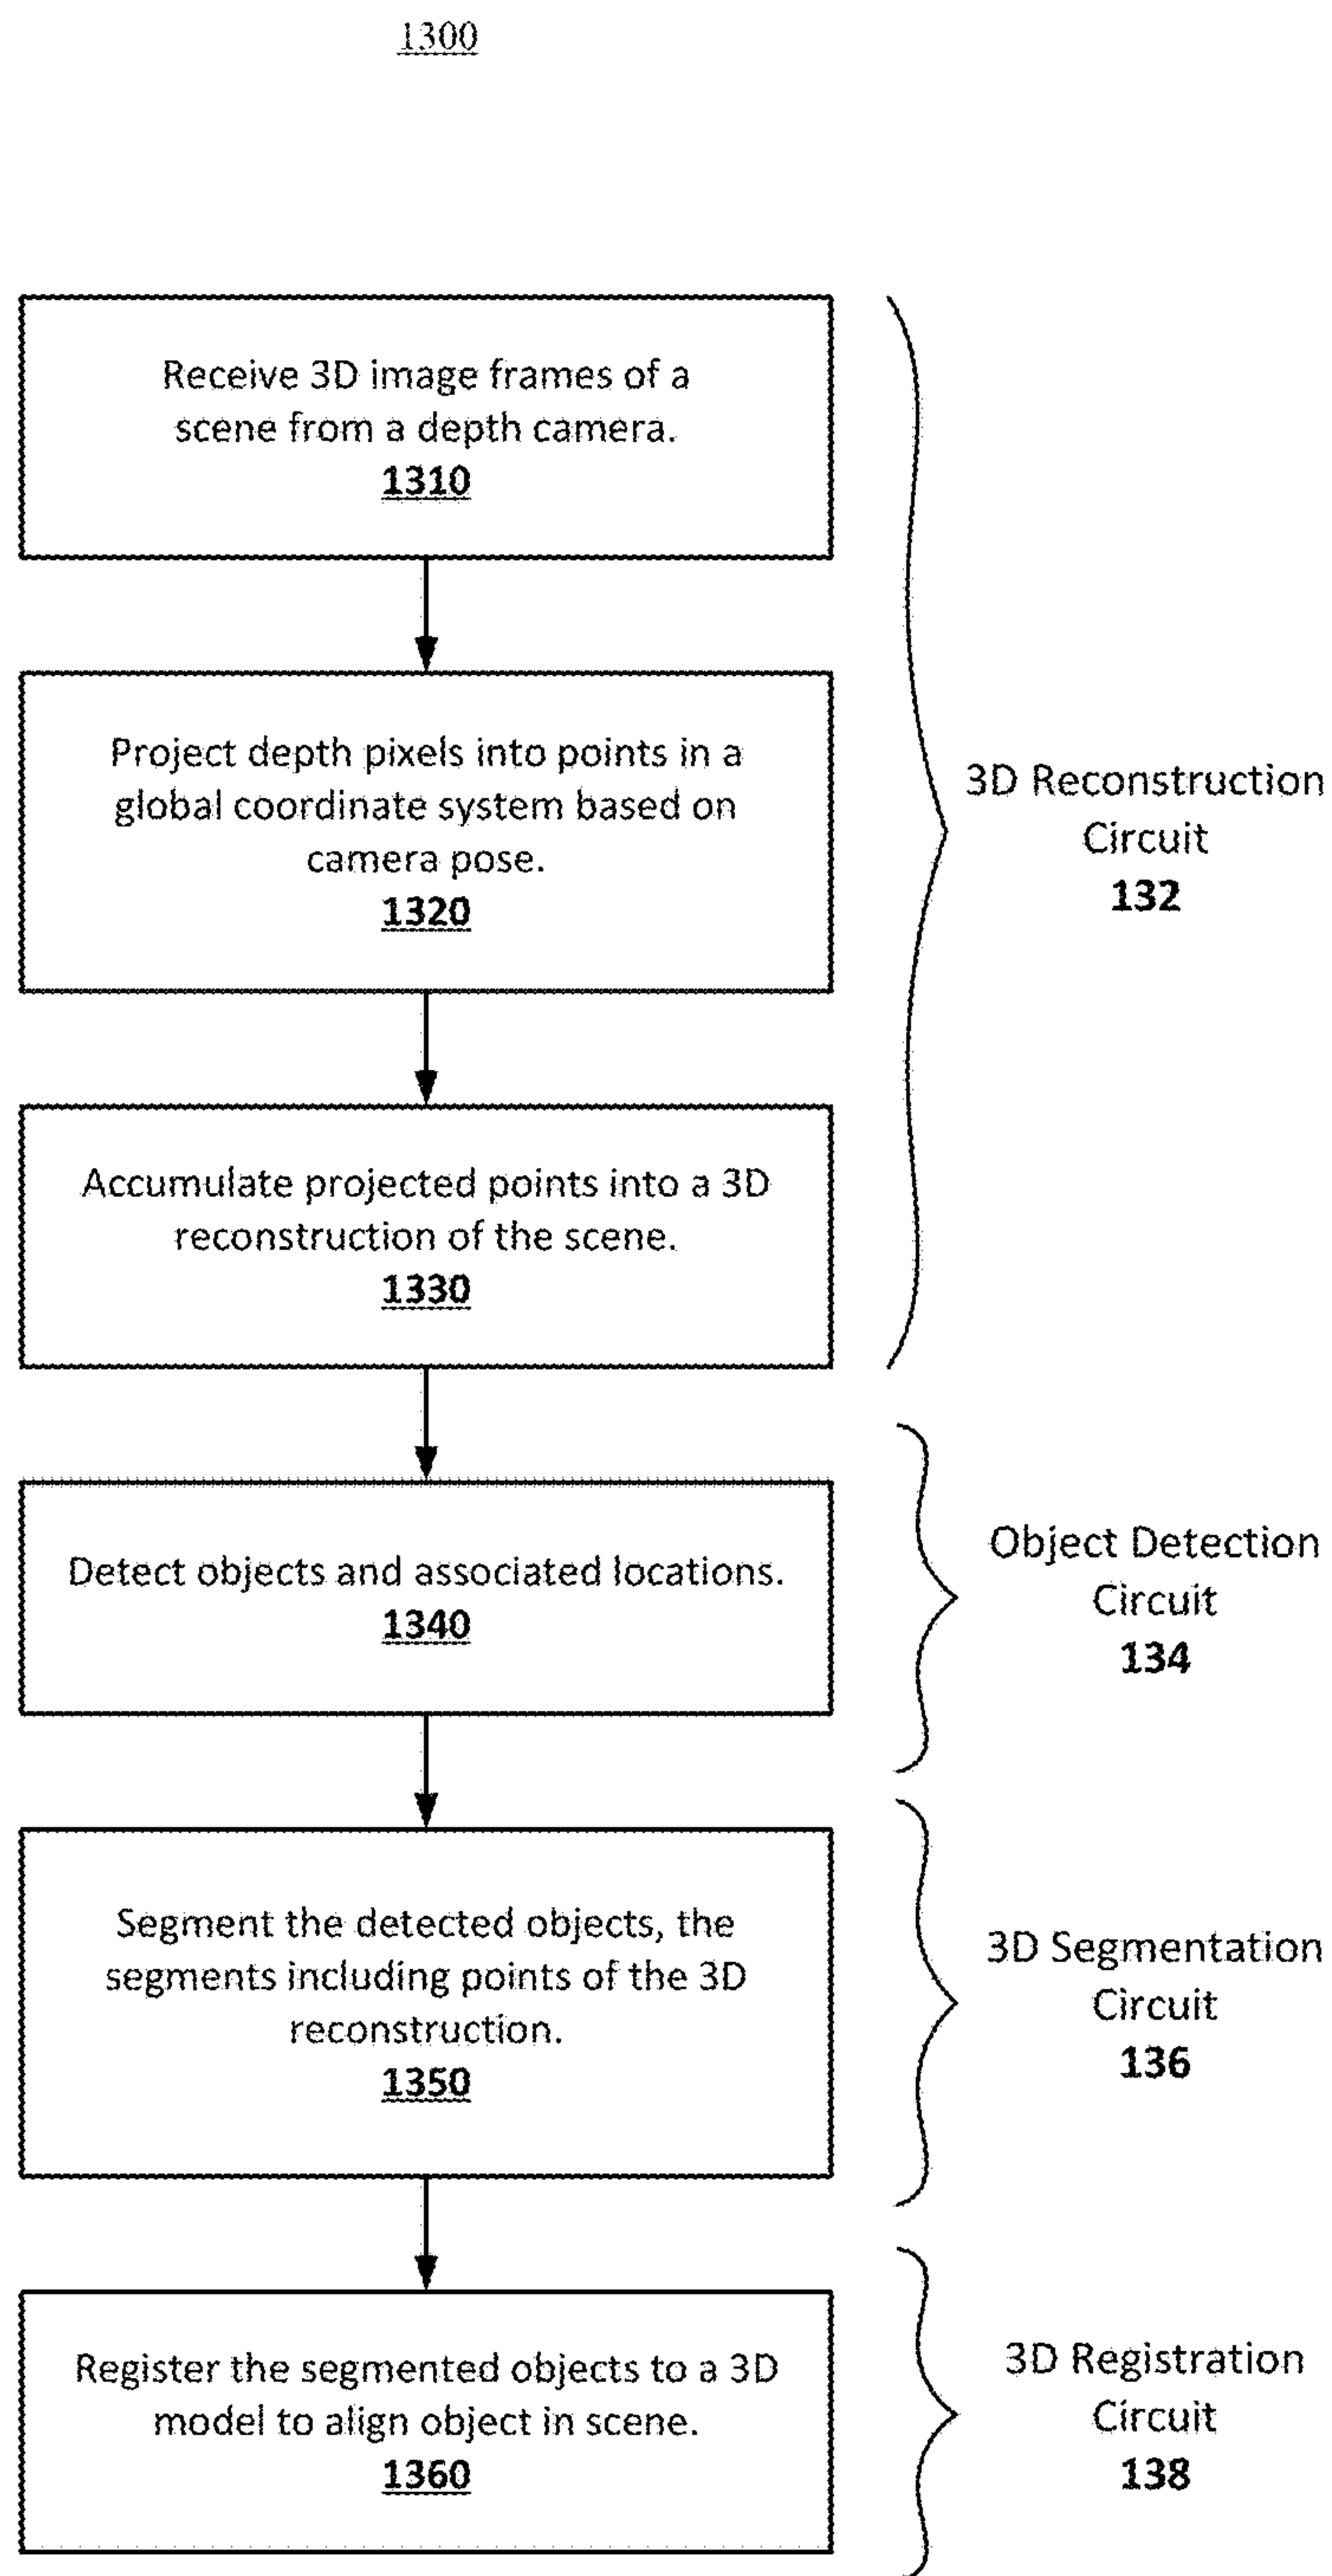 1300
Receive 3D image frames of a
scene from a depth camera.
1310
Project depth pixels into points in a
global coordinate system based on
camera pose.
1320
Accumulate projected points into a 3D
reconstruction of the scene.
1330
3D Reconstruction
Circuit
132
Detect objects and associated locations.
1340
Object Detection
Circuit
134
Segment the detected objects, the
segments including points of the 3D
reconstruction.
1350
3D Segmentation
Circuit
136
Register the segmented objects to a 3D
model to align object in scene.
1360
3D Registration
Circuit
138